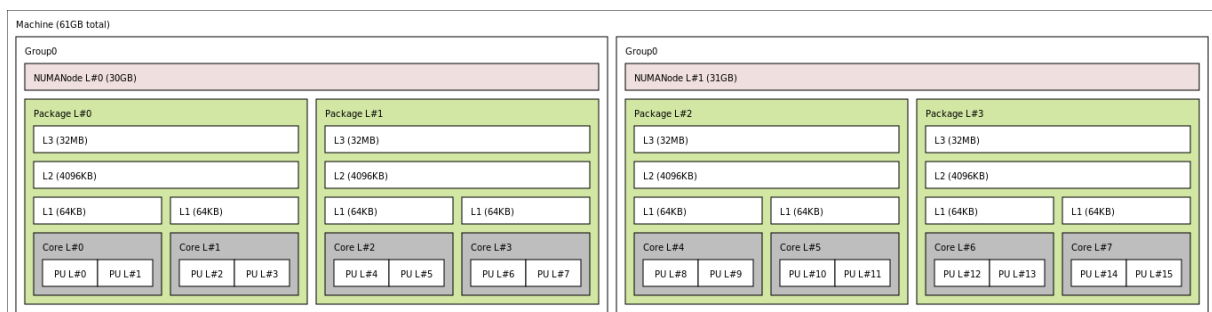 Machine (61GB total)
Group0
NUMANode L#0 (30GB)
Package L#0
L3 (32MB)
L2 (4096KB)
L1 (64KB)
L1 (64KB)
Core L#0
PU L#0
PU L#1
Core L#1
PU L#2
PU L#3
Package L#1
L3 (32MB)
L2 (4096KB)
L1 (64KB)
L1 (64KB)
Core L#2
PU L#4
PU L#5
Core L#3
PU L#6
PU L#7
Group0
NUMANode L#1 (31GB)
Package L#2
L3 (32MB)
L2 (4096KB)
L1 (64KB)
L1 (64KB)
Core L#4
PU L#8
PU L#9
Core L#5
PU L#10
PU L#11
Package L#3
L3 (32MB)
L2 (4096KB)
L1 (64KB)
L1 (64KB)
Core L#6
PU L#12
PU L#13
Core L#7
PU L#14
PU L#15